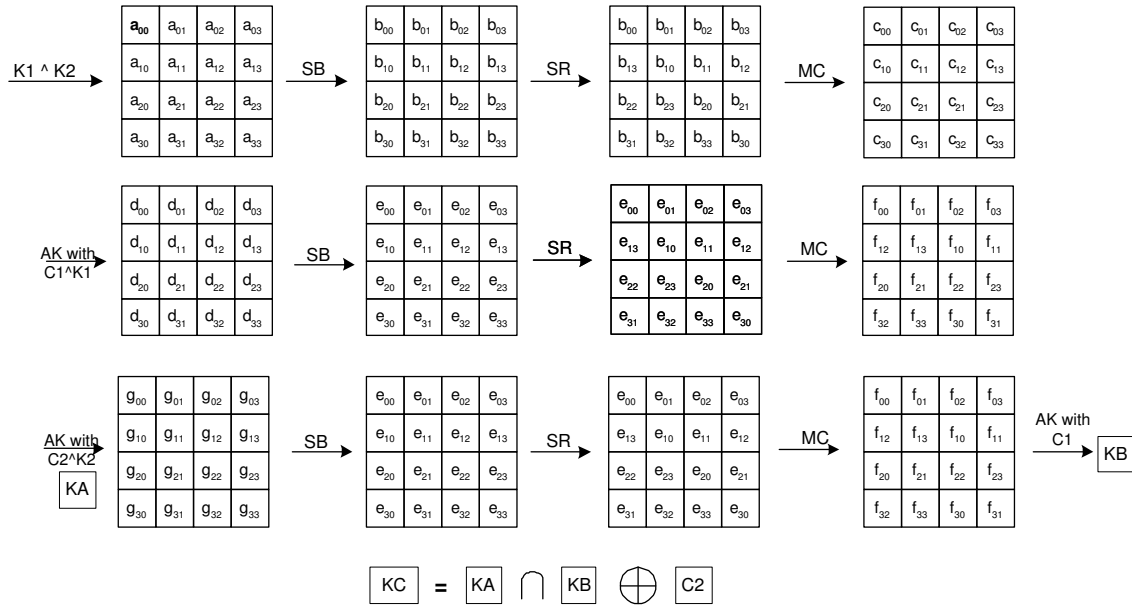 a00 a01 a02 a03 b00 b01 b02 b03 b00 b01 b02 b03 c00 c01 c02 c03
K1 ^ K2 a10 a11 a12 a13 SB b10 b11 b12 b13 SR b13 b10 b11 b12 MC c10 c11 c12 c13
a20 a21 a22 a23 b20 b21 b22 b23 b22 b23 b20 b21 c20 c21 c21 c23
a30 a31 a32 a33 b30 b31 b32 b33 b31 b32 b33 b30 c30 c31 c32 c33
d00 d01 d02 d03 e00 e01 e02 e03 e00 e01 e02 e03 f00 f01 f02 f03
AK with d10 d11 d12 d13 SB e10 e11 e12 e13 SR e13 e10 e11 e12 MC f12 f13 f10 f11
C1^K1 d20 d21 d22 d23 e20 e21 e22 e23 e22 e23 e20 e21 f20 f21 f22 f23
d30 d31 d32 d33 e30 e31 e32 e33 e31 e32 e33 e30 f32 f33 f30 f31
g00 g01 g02 g03 e00 e01 e02 e03 e00 e01 e02 e03 f00 f01 f02 f03 AK with
AK with g10 g11 g12 g13 SB e10 e11 e12 e13 SR e13 e10 e11 e12 MC f12 f13 f10 f11 C1 KB
C2^K2 g20 g21 g22 g23 e20 e21 e22 e23 e22 e23 e20 e21 f20 f21 f22 f23
KA g30 g31 g32 g33 e30 e31 e32 e33 e31 e32 e33 e30 f32 f33 f30 f31
KC = KA ∩ KB ⊕ C2